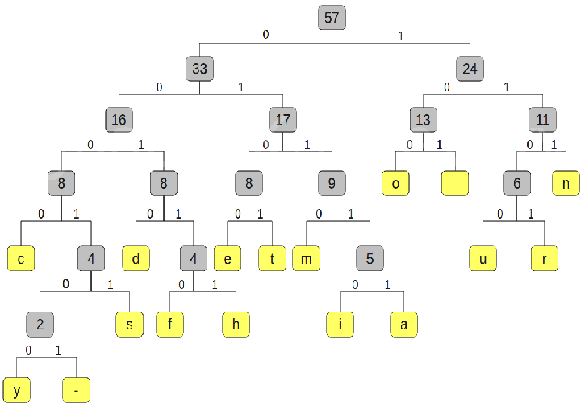 57
0 1
33 24
0 1 0 1
16 17 13 11
0 1 0 1 0 1 0 1
8 8 8 9 o 6 n
0 1 0 1 0 1 0 1 0 1
c 4 d 4 e t m 5 u r
0 1 0 1 0 1
2 s f h i a
0 1
y -